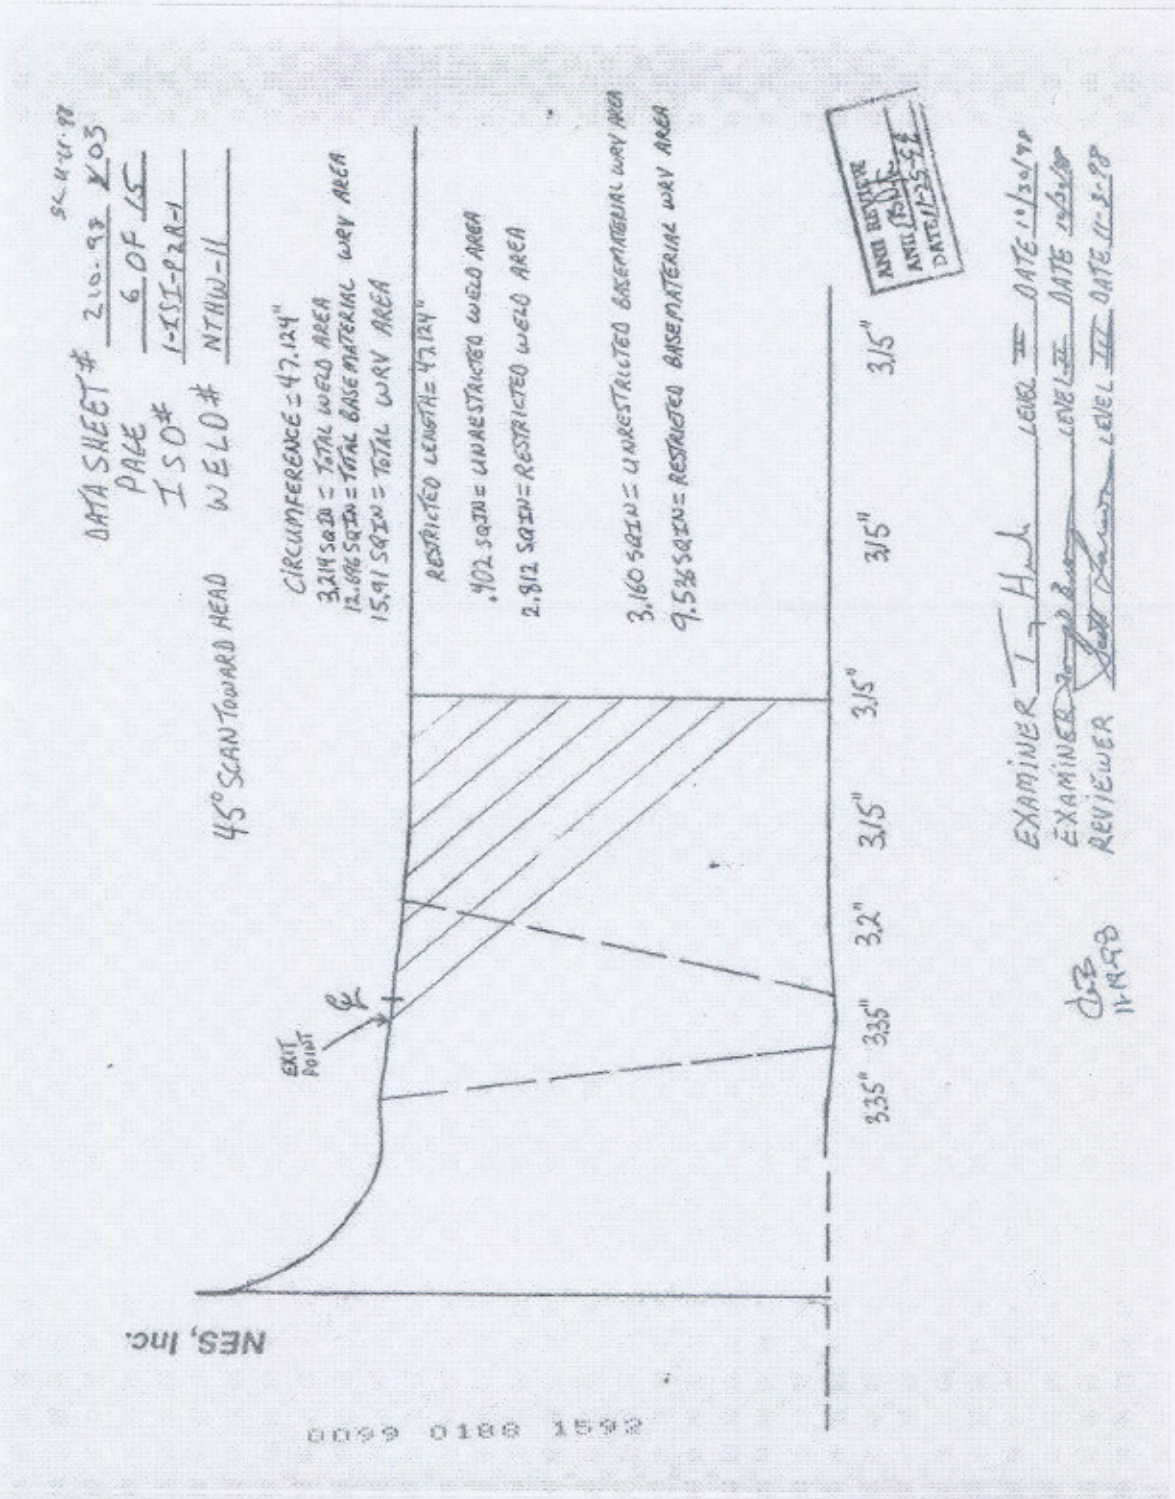 NES, Inc.
0099 0188 1592
DATA SHEET# 210-98 X03
PAGE 6 OF 15
ISO# 1-ISI-P2R-1
WELD# NTHW-11
45° SCAN TOWARD HEAD
CIRCUMFERENCE = 47.124"
3.214 SQIN = TOTAL WELD AREA
12.696 SQIN = TOTAL BASEMATERIAL WRV AREA
15.91 SQIN = TOTAL WRV AREA
RESTRICTED LENGTH = 47.124"
.402 SQIN = UNRESTRICTED WELD AREA
2.812 SQIN = RESTRICTED WELD AREA
3.160 SQIN = UNRESTRICTED BASEMATERIAL WRV AREA
9.536 SQIN = RESTRICTED BASEMATERIAL WRV AREA
EXIT
POINT
℄
3.35" 3.35" 3.2" 3.15" 3.15" 3.15" 3.15"
ANII REVIEW
ANII
DATE 11-25-98
EXAMINER LEVEL II DATE 10/30/98
EXAMINER LEVEL II DATE 10/30/98
REVIEWER LEVEL III DATE 11-3-98
11-19-98